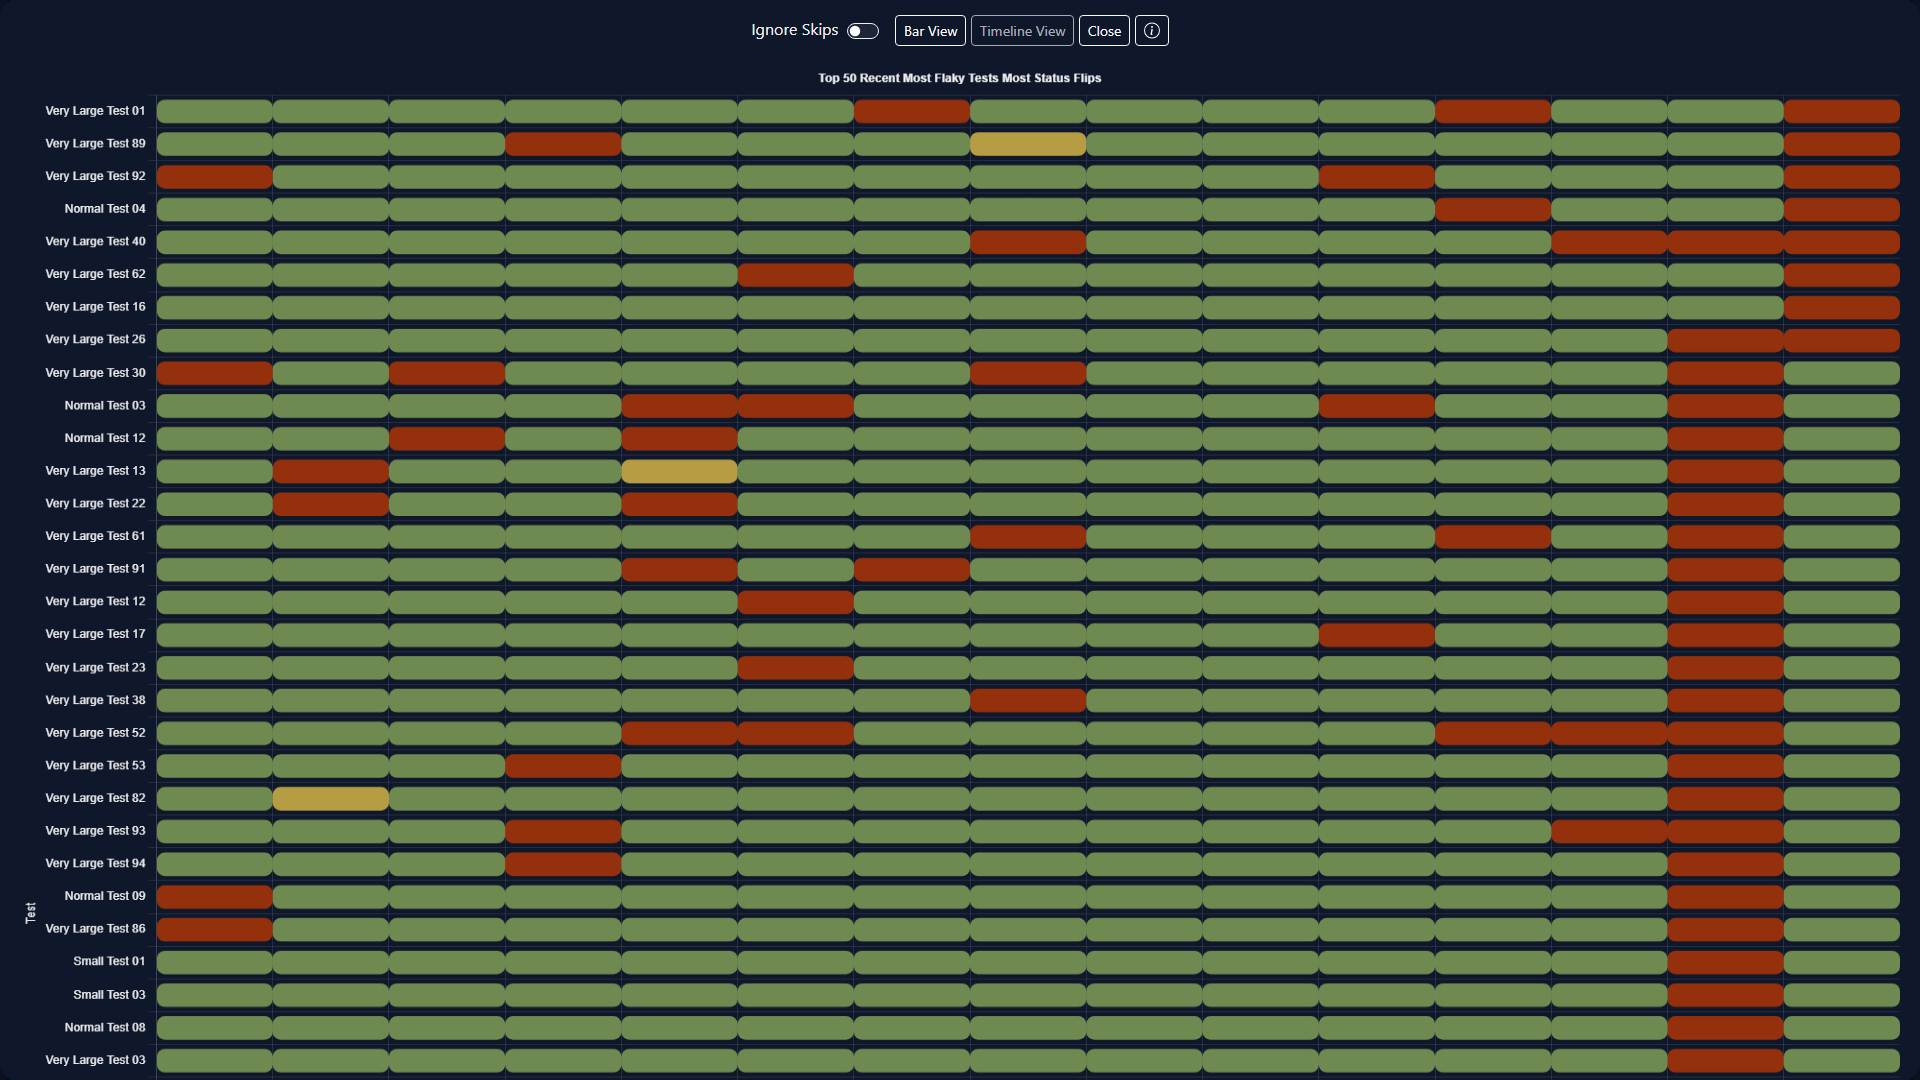 Ignore Skips Bar View Timeline View Close
Top 50 Recent Most Flaky Tests Most Status Flips
Very Large Test 01
Very Large Test 89
Very Large Test 92
Normal Test 04
Very Large Test 40
Very Large Test 62
Very Large Test 16
Very Large Test 26
Very Large Test 30
Normal Test 03
Normal Test 12
Very Large Test 13
Very Large Test 22
Very Large Test 61
Very Large Test 91
Very Large Test 12
Very Large Test 17
Very Large Test 23
Very Large Test 38
Very Large Test 52
Very Large Test 53
Very Large Test 82
Very Large Test 93
Very Large Test 94
Normal Test 09
Test
Very Large Test 86
Small Test 01
Small Test 03
Normal Test 08
Very Large Test 03